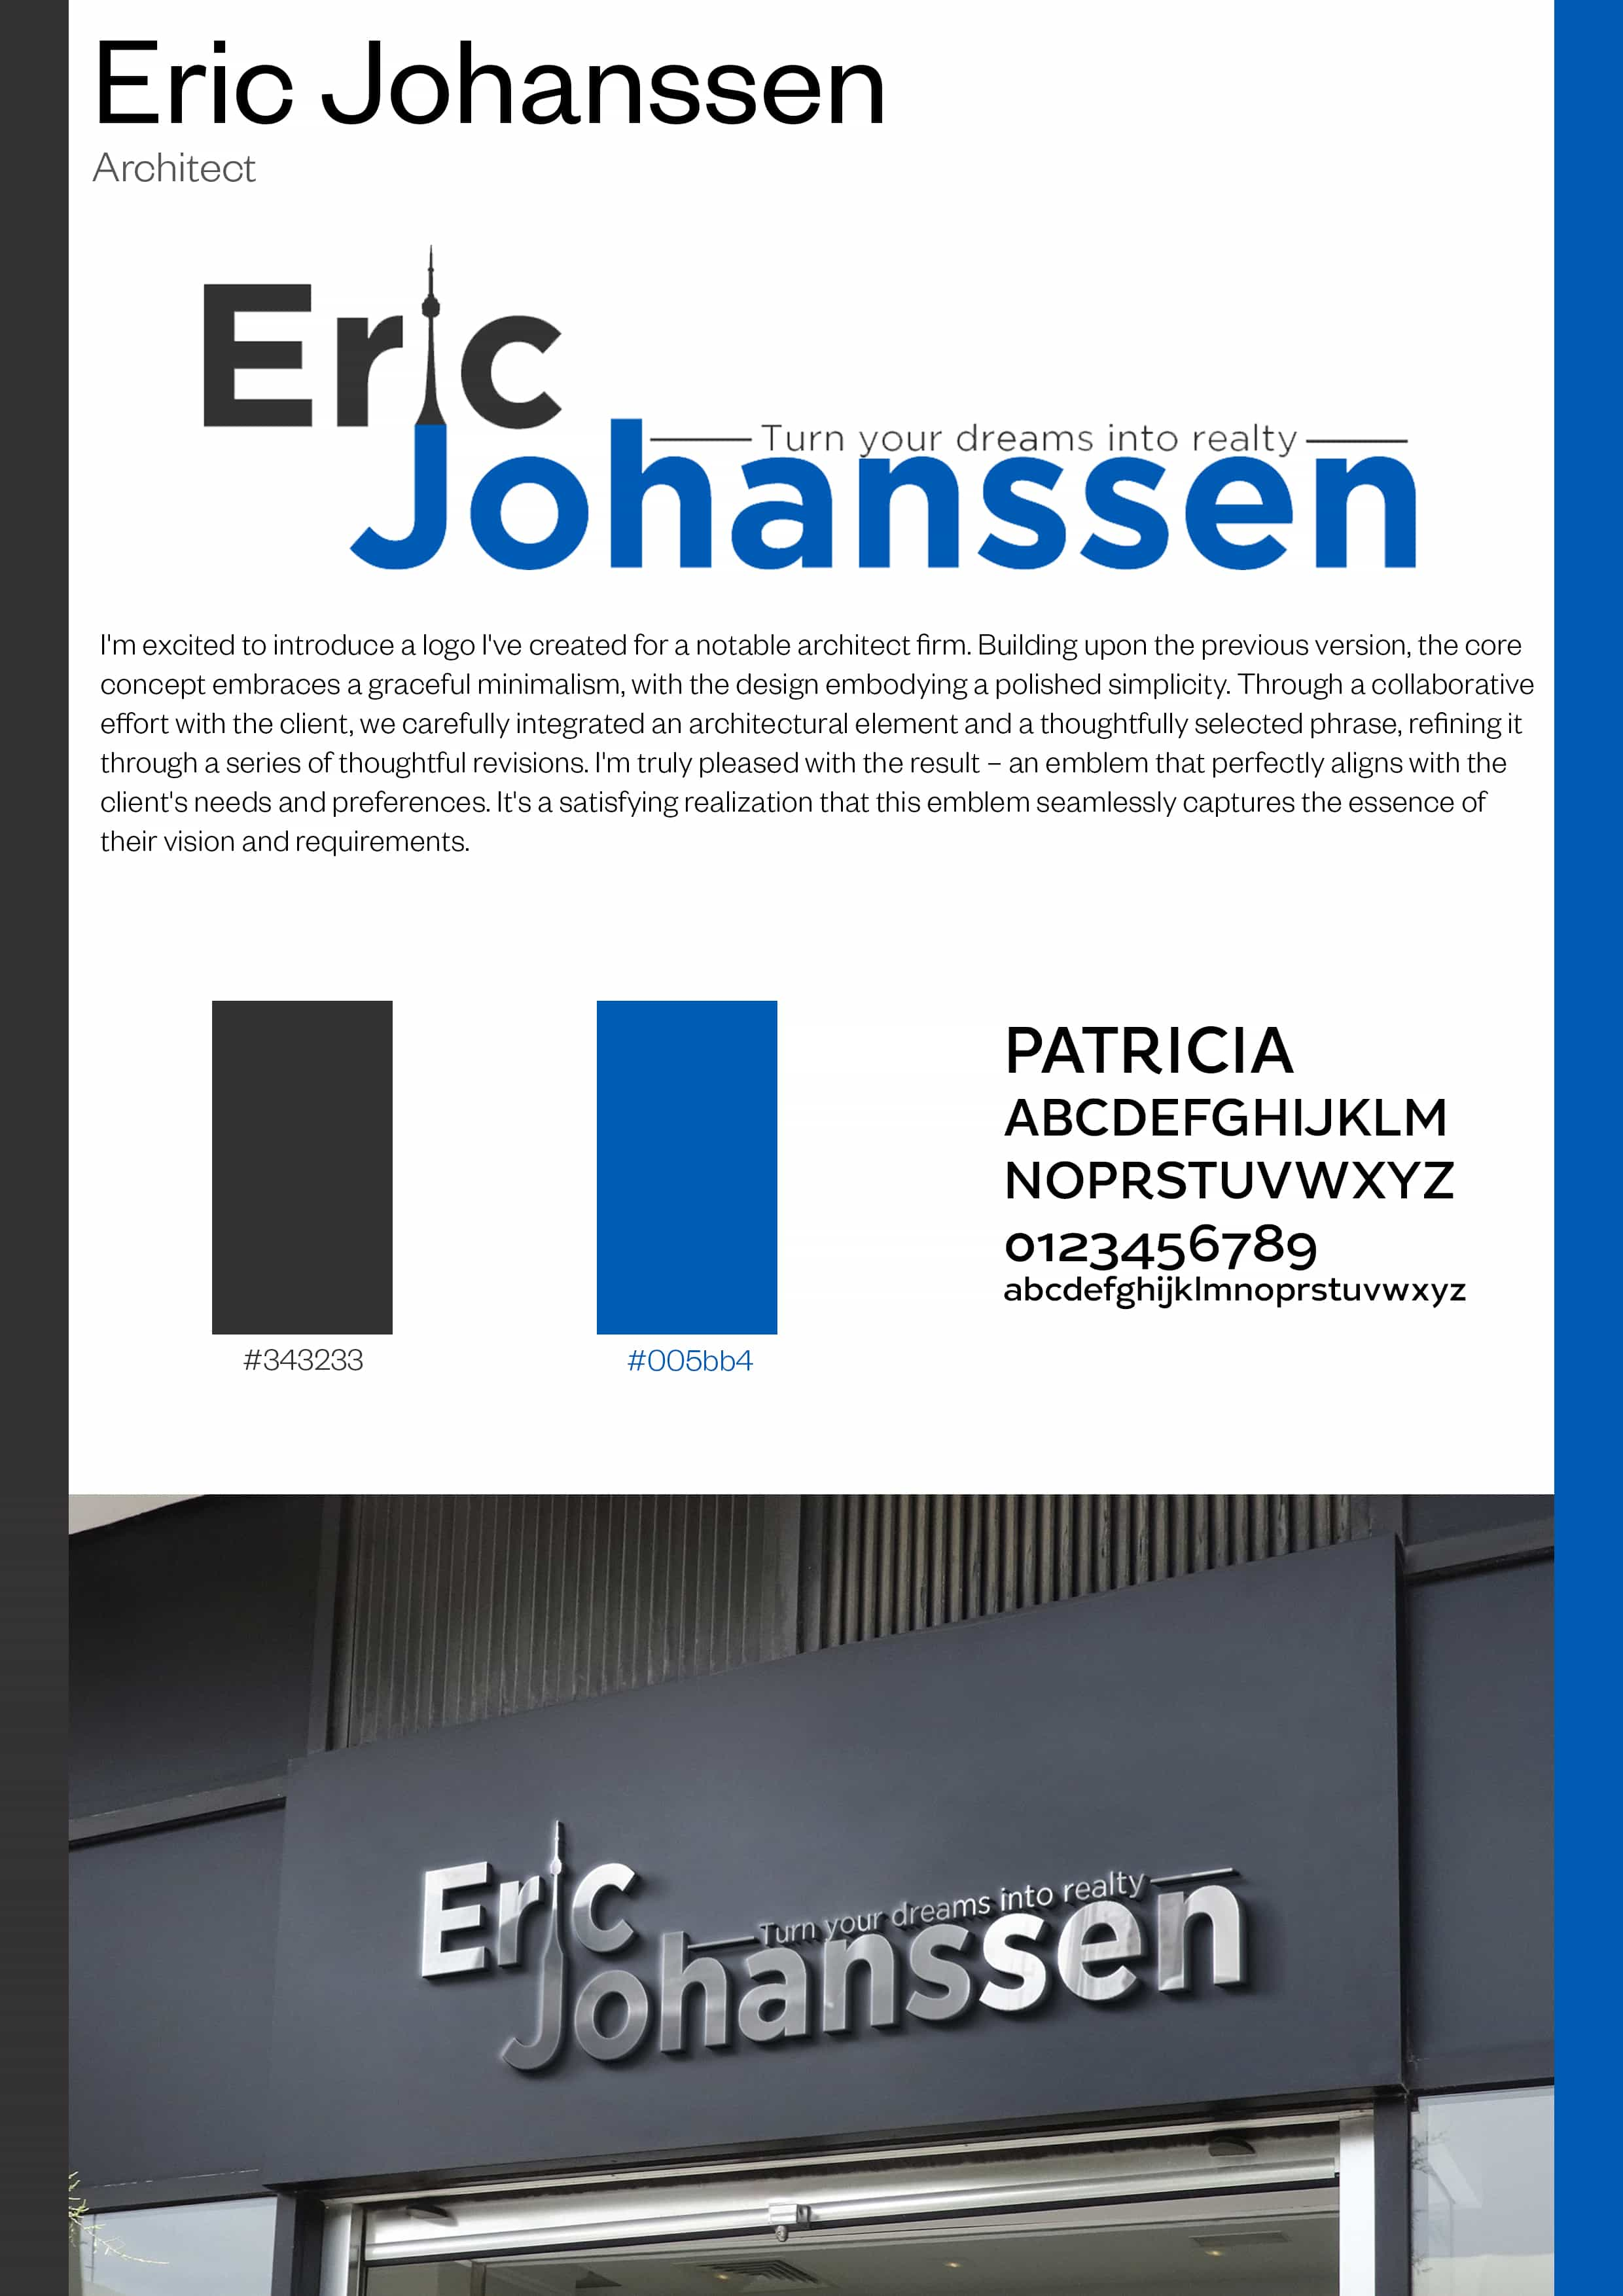 Eric Johanssen
Architect
Eric
Turn your dreams into realty
Johanssen
I'm excited to introduce a logo I've created for a notable architect firm. Building upon the previous version, the core
concept embraces a graceful minimalism, with the design embodying a polished simplicity. Through a collaborative
effort with the client, we carefully integrated an architectural element and a thoughtfully selected phrase, refining it
through a series of thoughtful revisions. I'm truly pleased with the result – an emblem that perfectly aligns with the
client's needs and preferences. It's a satisfying realization that this emblem seamlessly captures the essence of
their vision and requirements.
#343233
#005bb4
PATRICIA
ABCDEFGHIJKLM
NOPRSTUVWXYZ
0123456789
abcdefghijklmnoprstuvwxyz
Eric
Turn your dreams into realty
Johanssen